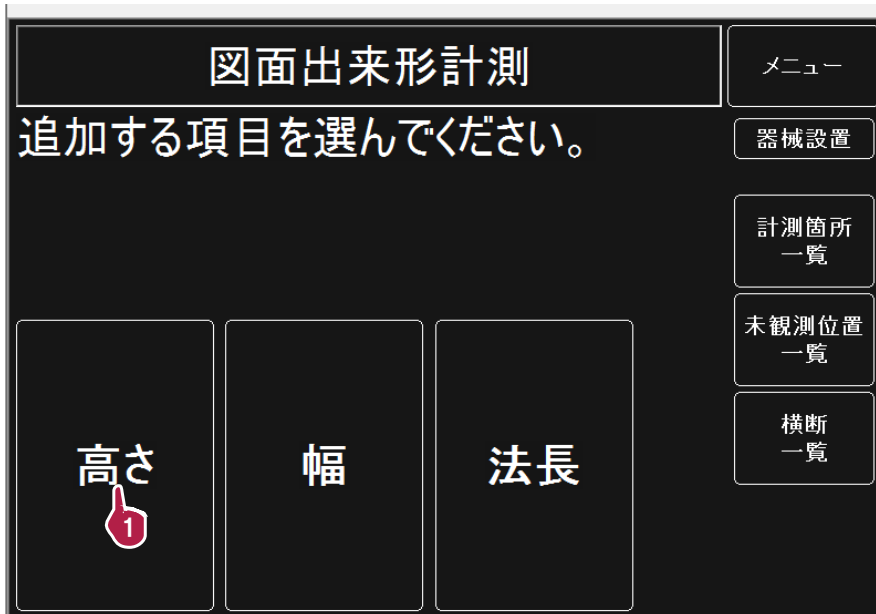 図面出来形計測
メニュー
追加する項目を選んでください。
器械設置
計測箇所
一覧
未観測位置
一覧
横断
一覧
高さ
幅
法長
1